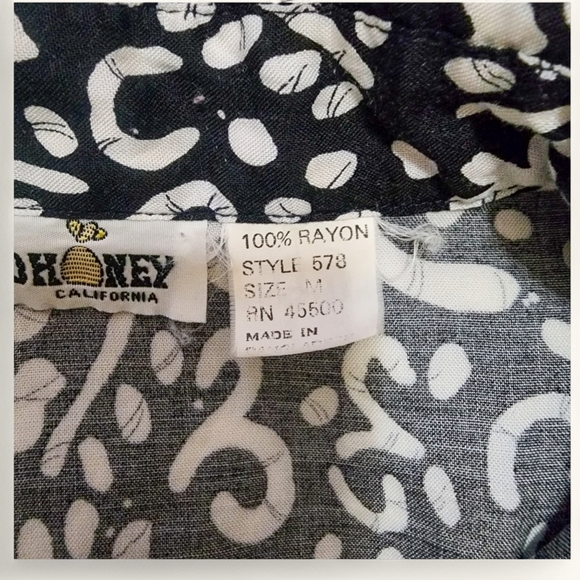 HONEY
CALIFORNIA
100% RAYON
STYLE 578
SIZE M
RN 45500
MADE IN